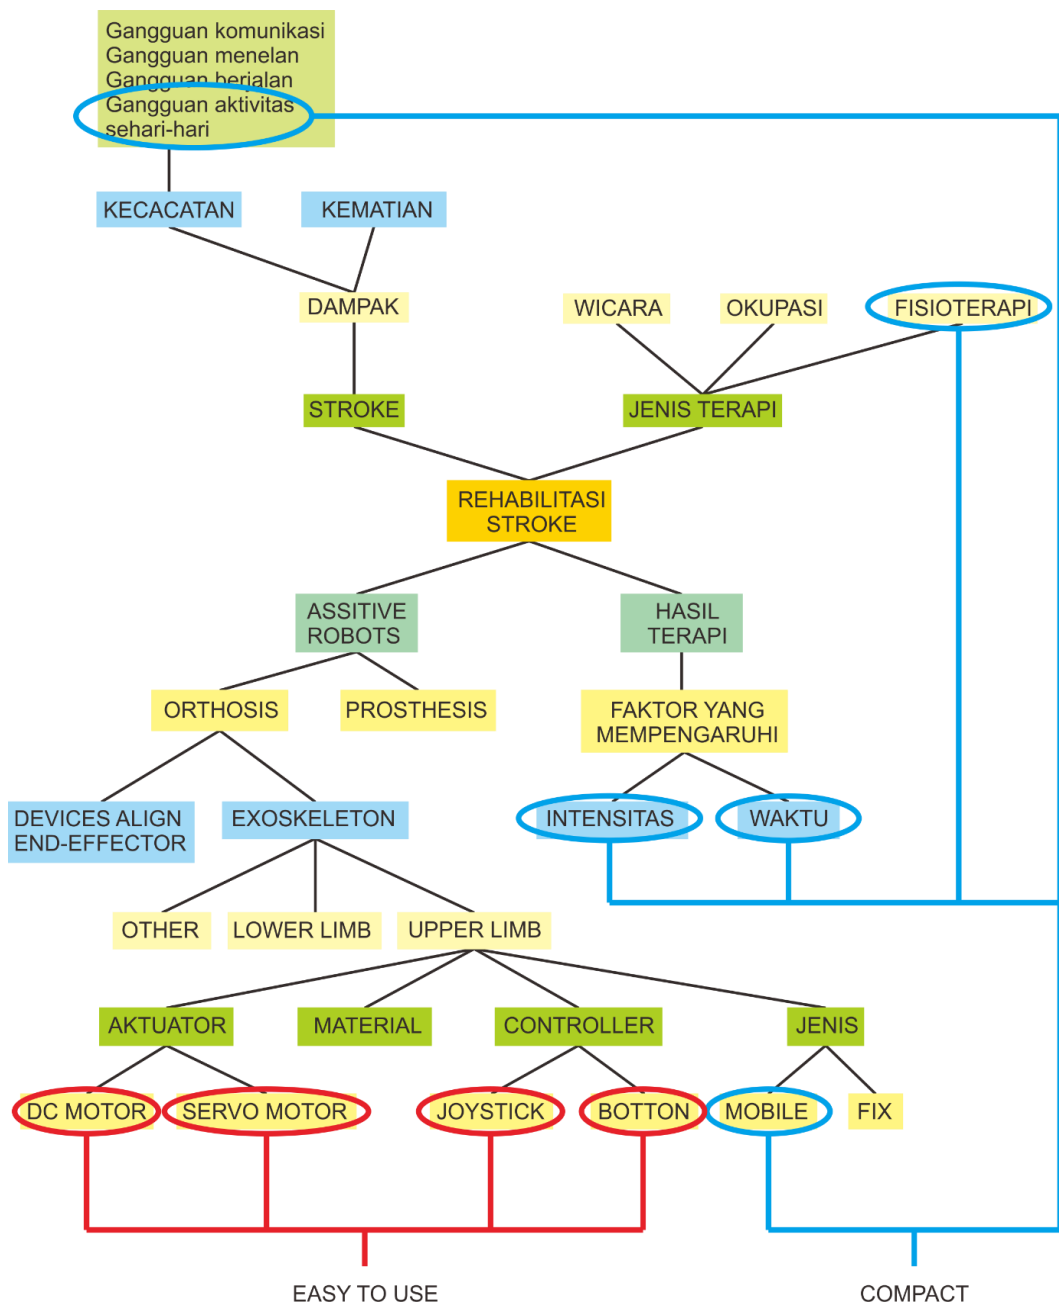 Gangguan komunikasi
Gangguan menelan
Gangguan berjalan
Gangguan aktivitas
sehari-hari
KECACATAN
KEMATIAN
DAMPAK
WICARA
OKUPASI
FISIOTERAPI
STROKE
JENIS TERAPI
REHABILITASI
STROKE
ASSITIVE
ROBOTS
HASIL
TERAPI
ORTHOSIS
PROSTHESIS
FAKTOR YANG
MEMPENGARUHI
DEVICES ALIGN
END-EFFECTOR
EXOSKELETON
INTENSITAS
WAKTU
OTHER
LOWER LIMB
UPPER LIMB
AKTUATOR
MATERIAL
CONTROLLER
JENIS
DC MOTOR
SERVO MOTOR
JOYSTICK
BOTTON
MOBILE
FIX
EASY TO USE
COMPACT